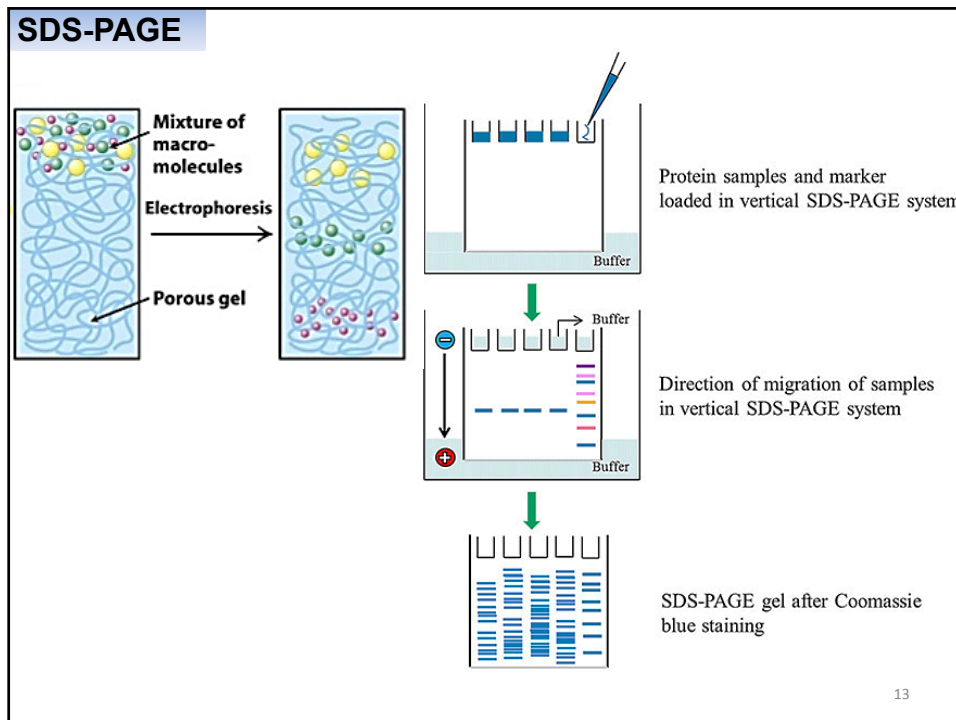 SDS-PAGE
Mixture of
macro-
molecules
Electrophoresis
Porous gel
Buffer
Protein samples and marker
loaded in vertical SDS-PAGE system
Buffer
Buffer
Direction of migration of samples
in vertical SDS-PAGE system
SDS-PAGE gel after Coomassie
blue staining
13